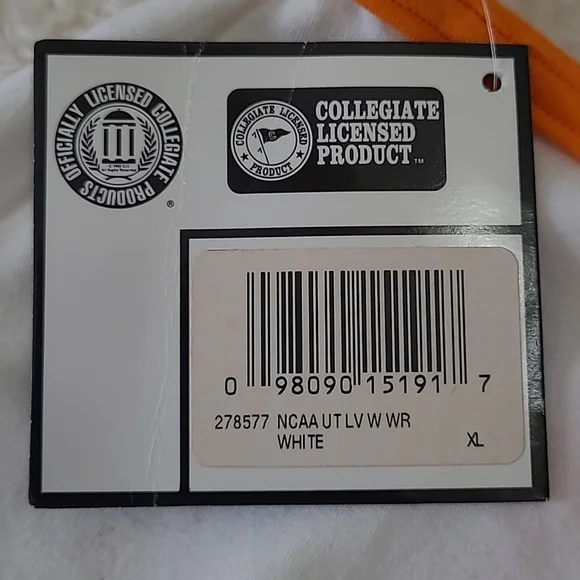 OFFICIALLY LICENSED COLLEGIATE PRODUCTS
®
COLLEGIATE LICENSED
PRODUCT
COLLEGIATE
LICENSED
PRODUCT™
0 98090 15191 7
278577 NCAA UT LV W WR
WHITE XL